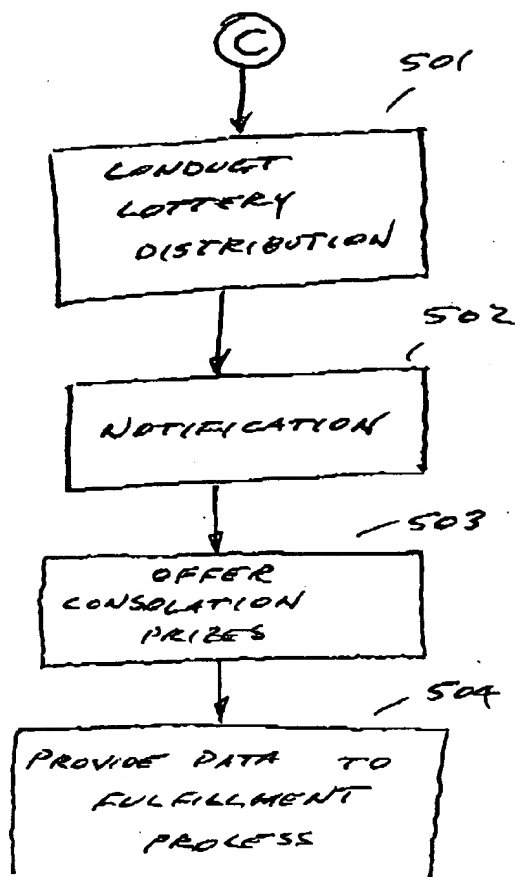 C
501
CONDUCT
LOTTERY
DISTRIBUTION
502
NOTIFICATION
503
OFFER
CONSOLATION
PRIZES
504
PROVIDE DATA TO
FULFILLMENT
PROCESS